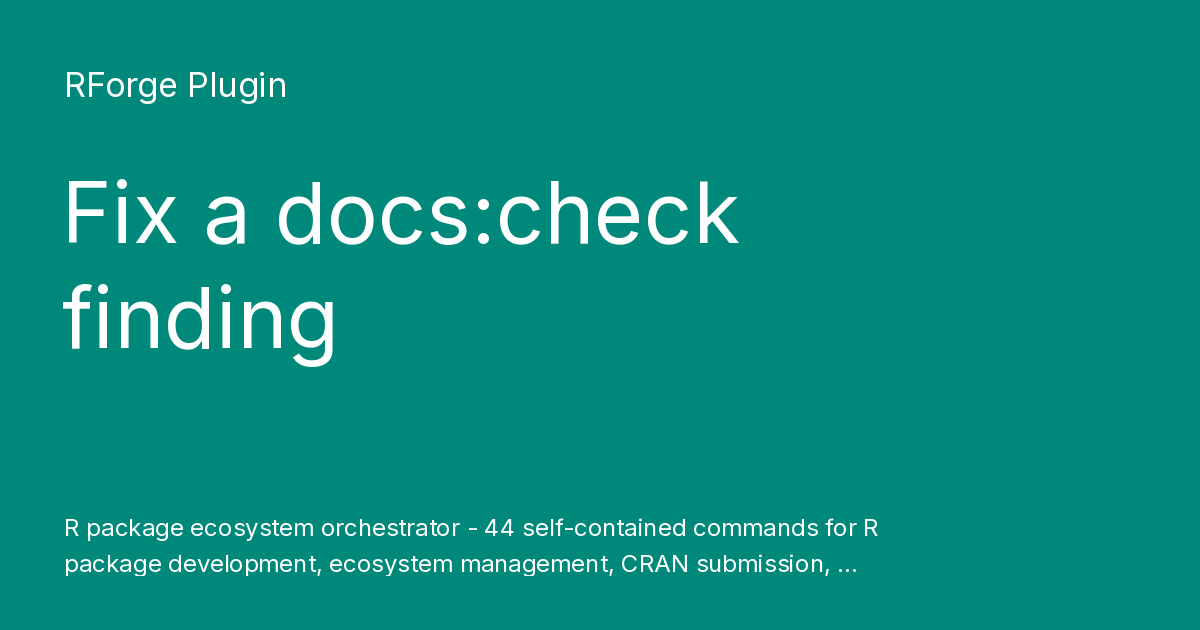 RForge Plugin
Fix a docs:check
finding
R package ecosystem orchestrator - 44 self-contained commands for R
package development, ecosystem management, CRAN submission, ...